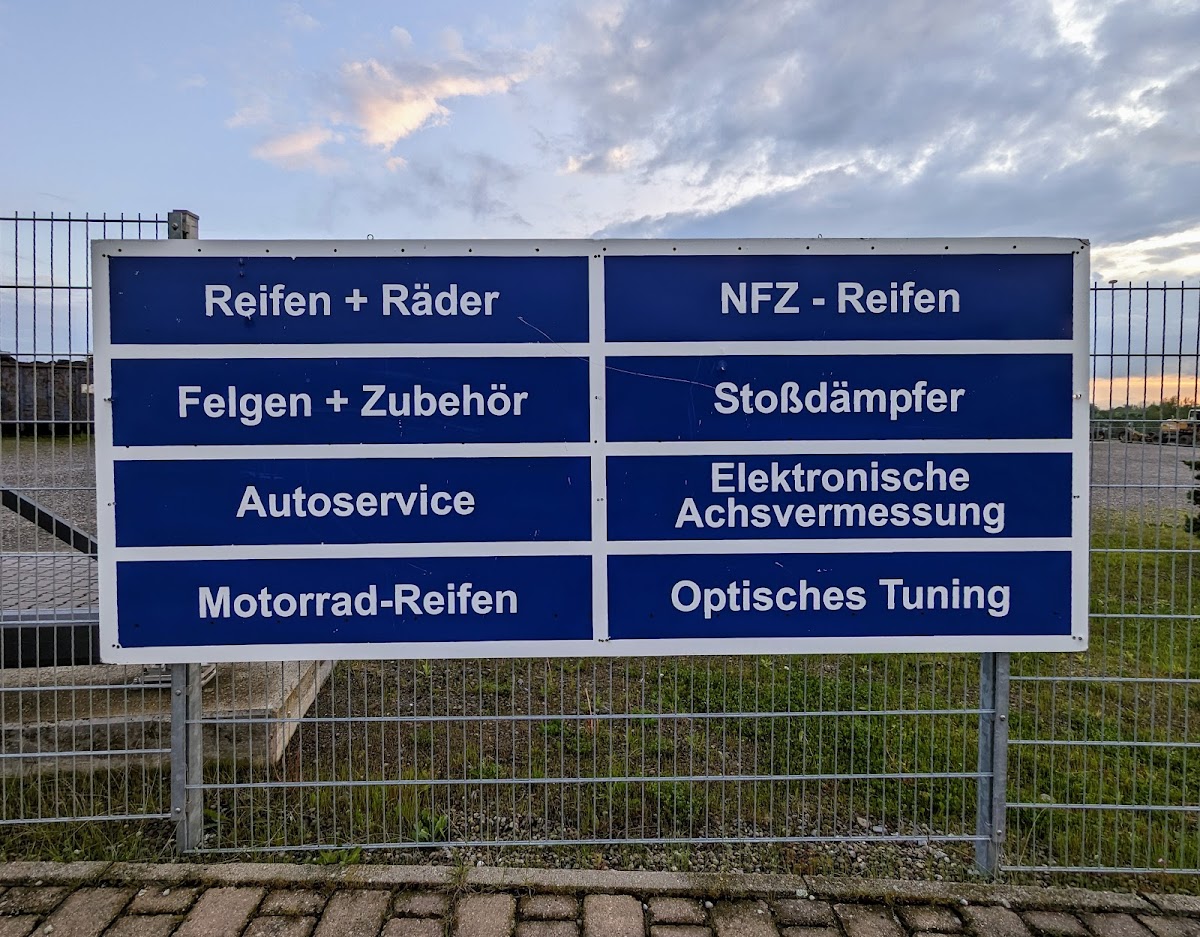 Reifen + Räder
Felgen + Zubehör
Autoservice
Motorrad-Reifen
NFZ - Reifen
Stoßdämpfer
Elektronische
Achsvermessung
Optisches Tuning